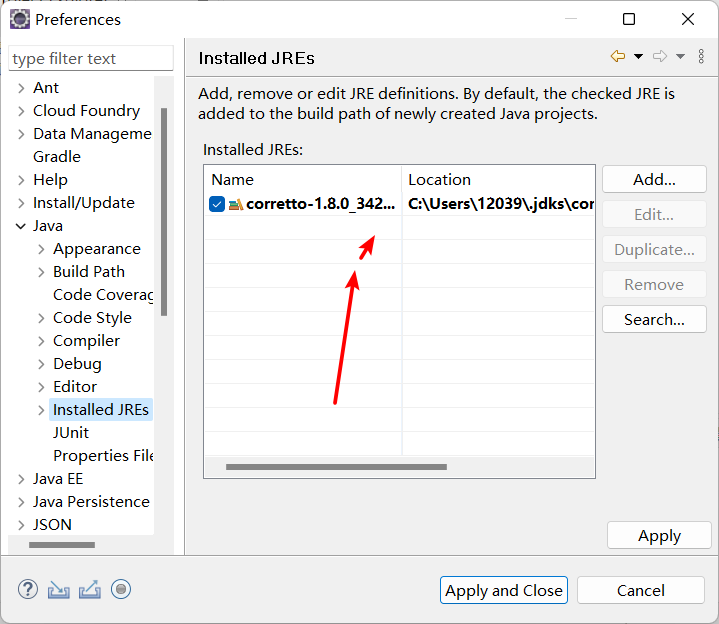 Preferences
type filter text
Ant
Cloud Foundry
Data Manageme
Gradle
Help
Install/Update
Java
Appearance
Build Path
Code Coverag
Code Style
Compiler
Debug
Editor
Installed JREs
JUnit
Properties File
Java EE
Java Persistence
JSON
Installed JREs
Add, remove or edit JRE definitions. By default, the checked JRE is
added to the build path of newly created Java projects.
Installed JREs:
Name Location
corretto-1.8.0_342... C:\Users\12039\.jdks\cor
Add...
Edit...
Duplicate...
Remove
Search...
Apply
Apply and Close
Cancel